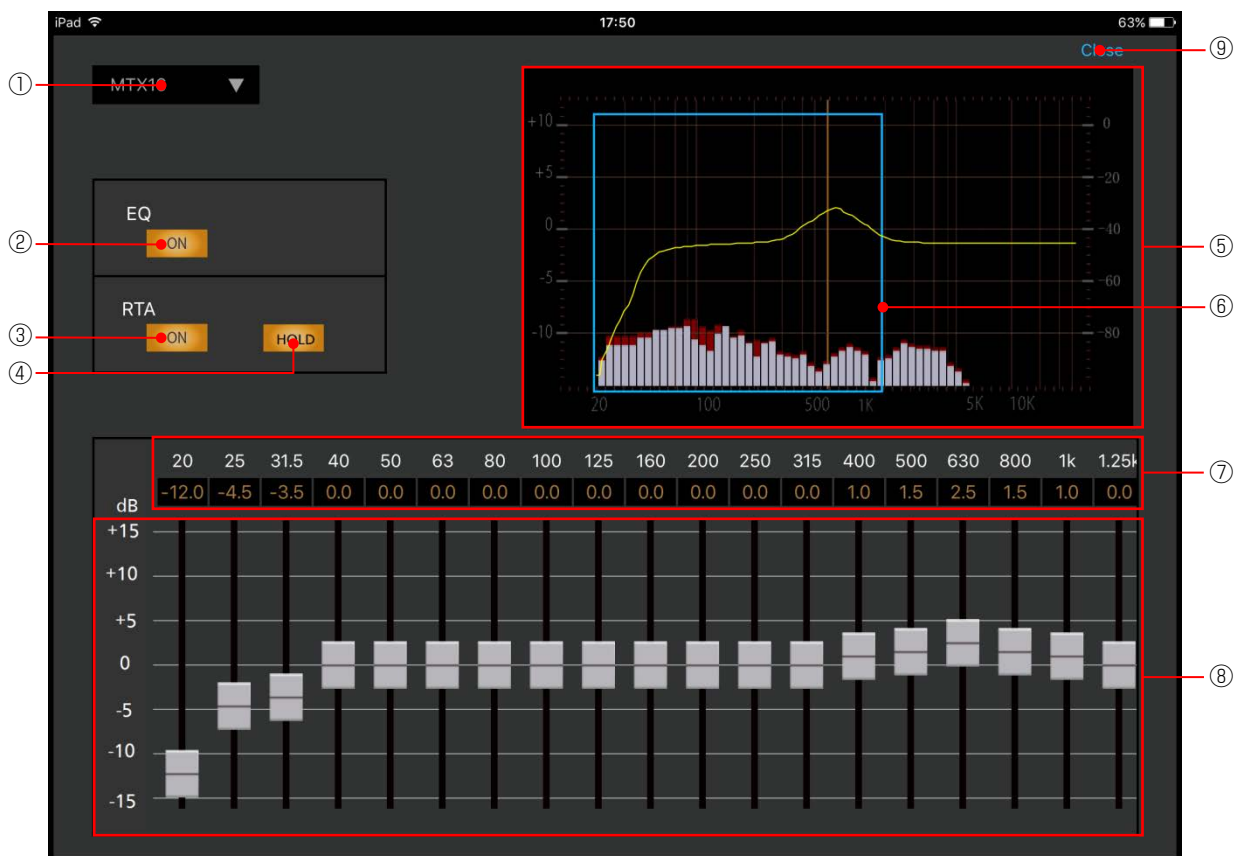 iPad 17:50 63%
Close ⑨
① MTX16 ▼
+10 0
+5 -20
EQ
② ON
0 -40 ⑤
-5 -60
RTA ⑥
③ ON HOLD
-10 -80
④
20 100 500 1K 5K 10K
20 25 31.5 40 50 63 80 100 125 160 200 250 315 400 500 630 800 1k 1.25k
⑦
-12.0 -4.5 -3.5 0.0 0.0 0.0 0.0 0.0 0.0 0.0 0.0 0.0 0.0 1.0 1.5 2.5 1.5 1.0 0.0
dB
+15
+10
+5
0
⑧
-5
-10
-15